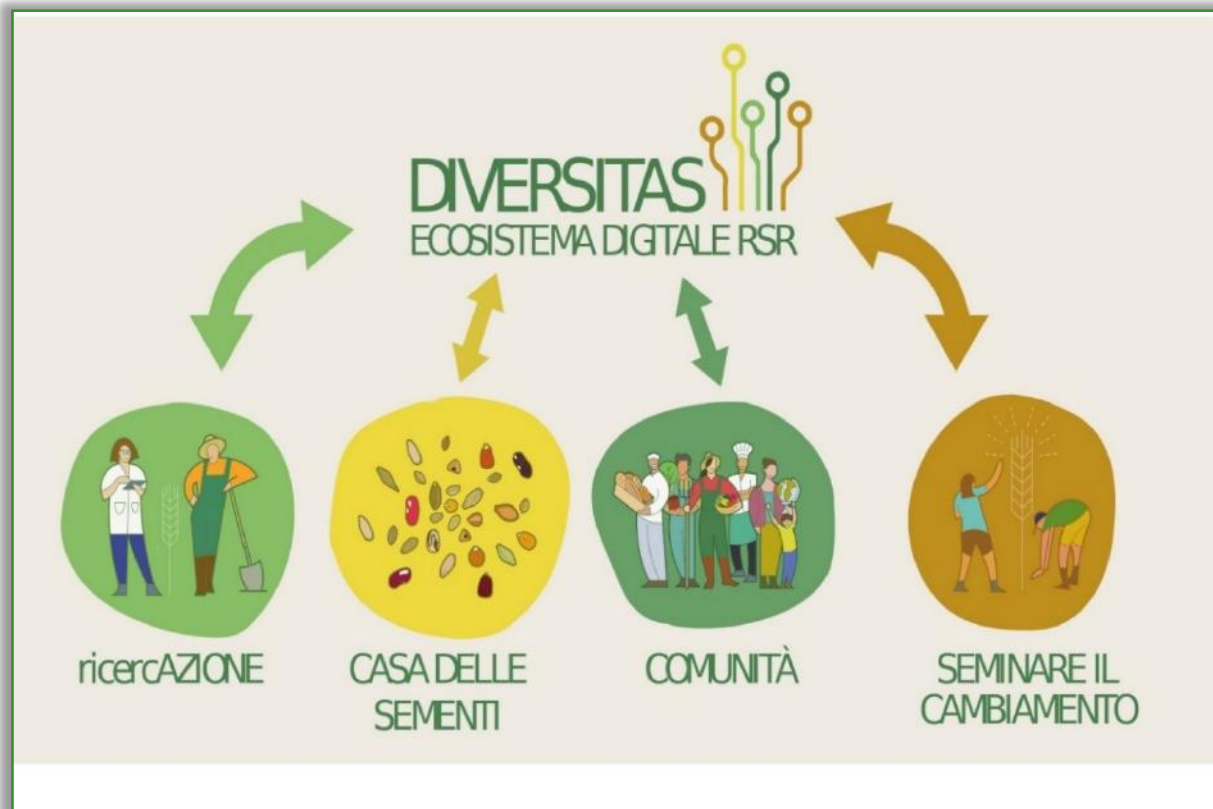 DIVERSITAS
ECOSISTEMA DIGITALE RSR
ricercAZIONE
CASA DELLE
SEMENTI
COMUNITÀ
SEMINARE IL
CAMBIAMENTO